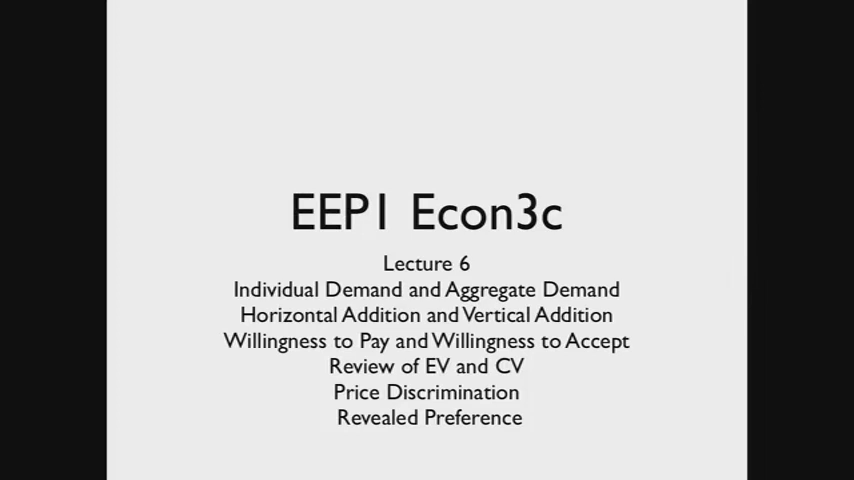 EEP1 Econ3c
Lecture 6
Individual Demand and Aggregate Demand
Horizontal Addition and Vertical Addition
Willingness to Pay and Willingness to Accept
Review of EV and CV
Price Discrimination
Revealed Preference